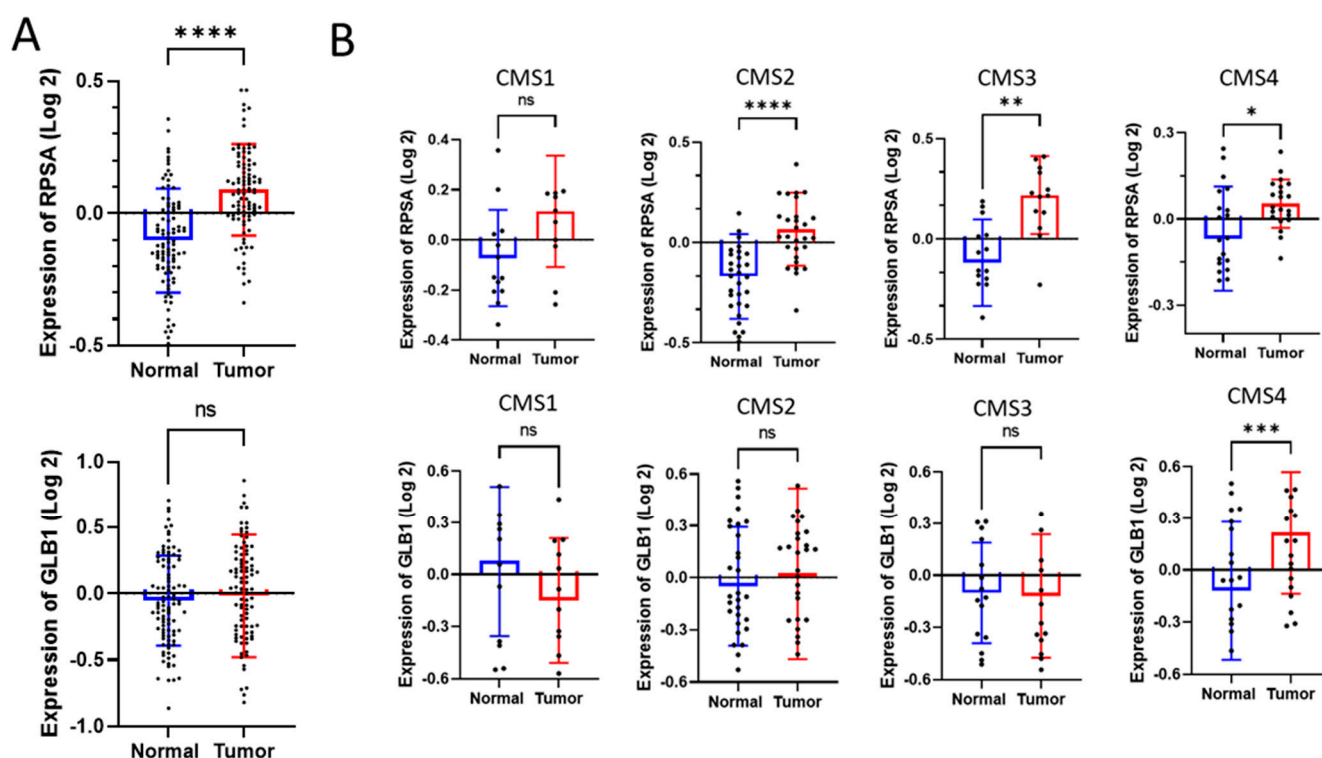 A
B
****
Expression of RPSA (Log 2)
0.5
0.0
-0.5
Normal Tumor
CMS1
ns
Expression of RPSA (Log 2)
0.4
0.2
0.0
-0.2
-0.4
Normal Tumor
CMS2
****
Expression of RPSA (Log 2)
0.5
0.0
-0.5
Normal Tumor
CMS3
**
Expression of RPSA (Log 2)
0.5
0.0
-0.5
Normal Tumor
CMS4
*
Expression of RPSA (Log 2)
0.3
0.0
-0.3
Normal Tumor
ns
Expression of GLB1 (Log 2)
1.0
0.5
0.0
-0.5
-1.0
Normal Tumor
CMS1
ns
Expression of GLB1 (Log 2)
0.6
0.3
0.0
-0.3
-0.6
Normal Tumor
CMS2
ns
Expression of GLB1 (Log 2)
0.6
0.3
0.0
-0.3
-0.6
Normal Tumor
CMS3
ns
Expression of GLB1 (Log 2)
0.6
0.3
0.0
-0.3
-0.6
Normal Tumor
CMS4
***
Expression of GLB1 (Log 2)
0.6
0.3
0.0
-0.3
-0.6
Normal Tumor